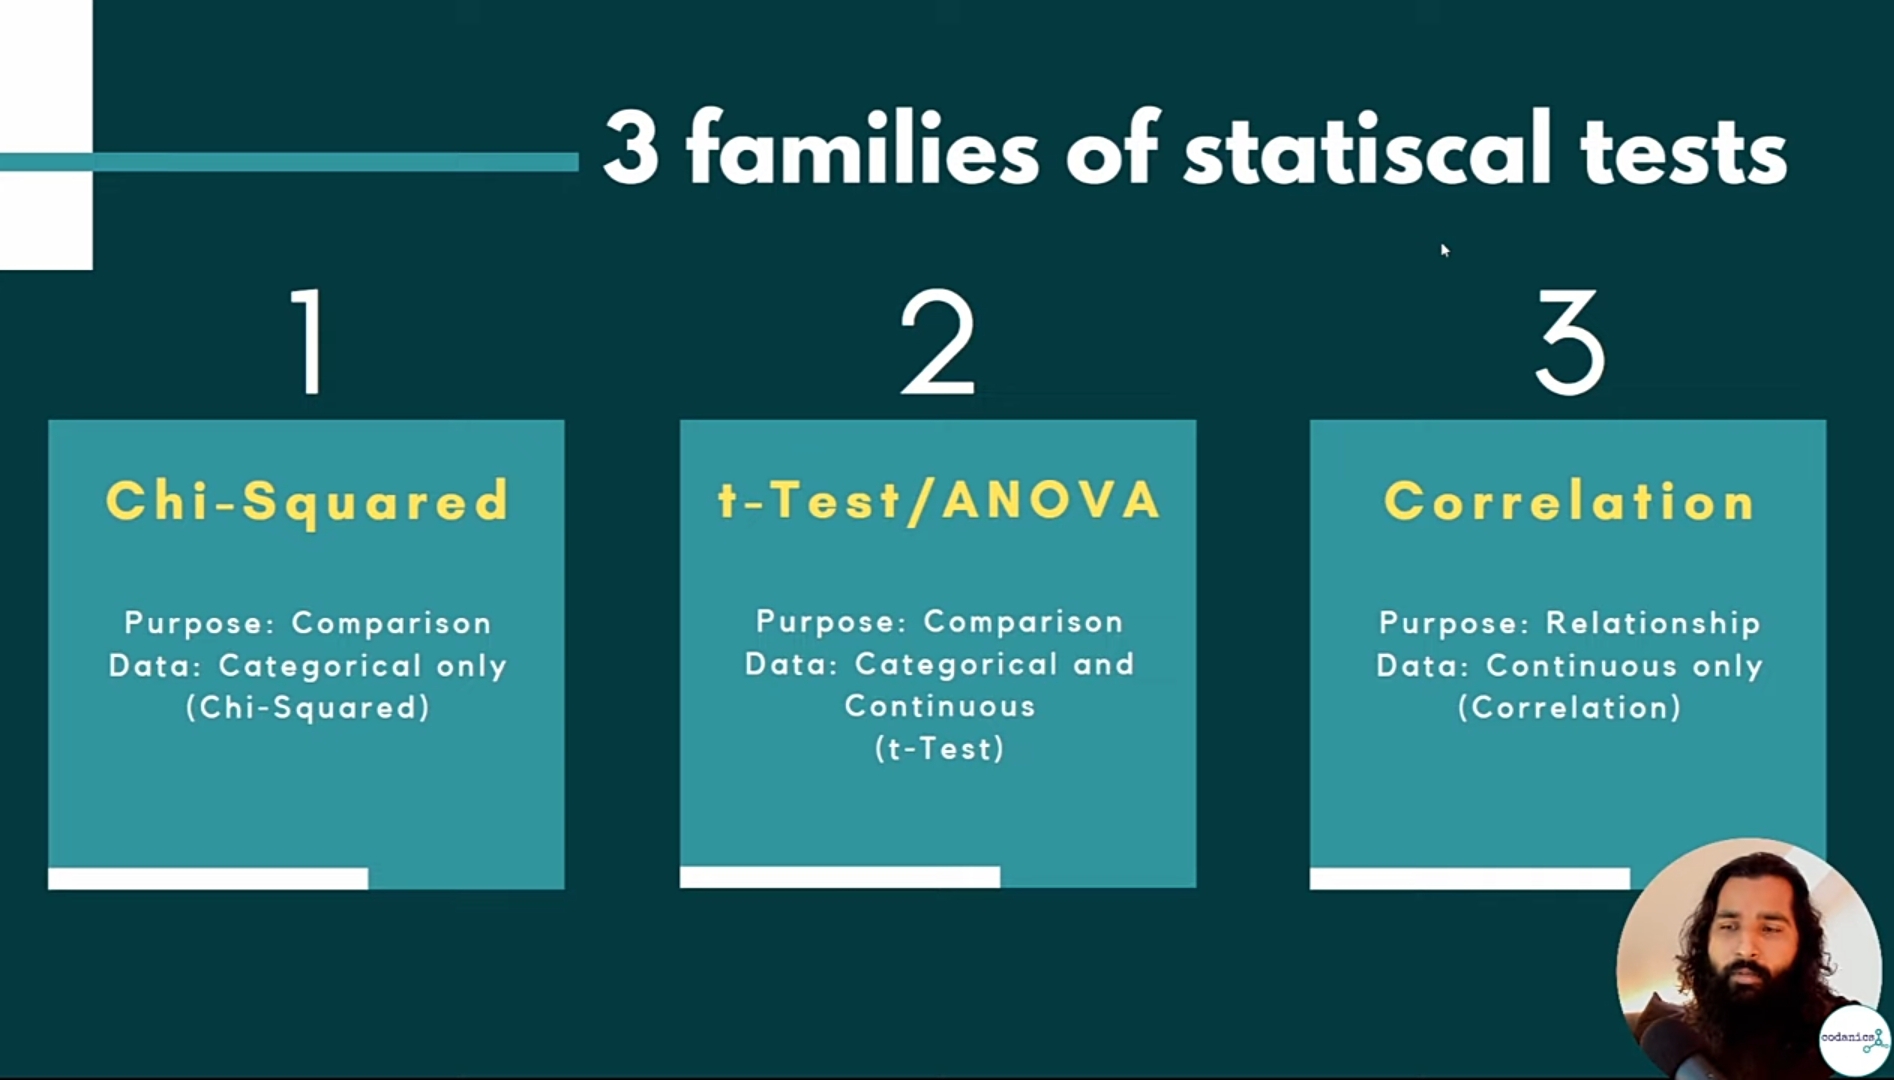 3 families of statiscal tests
1
Chi-Squared
Purpose: Comparison
Data: Categorical only
(Chi-Squared)
2
t-Test/ANOVA
Purpose: Comparison
Data: Categorical and
Continuous
(t-Test)
3
Correlation
Purpose: Relationship
Data: Continuous only
(Correlation)
codanics